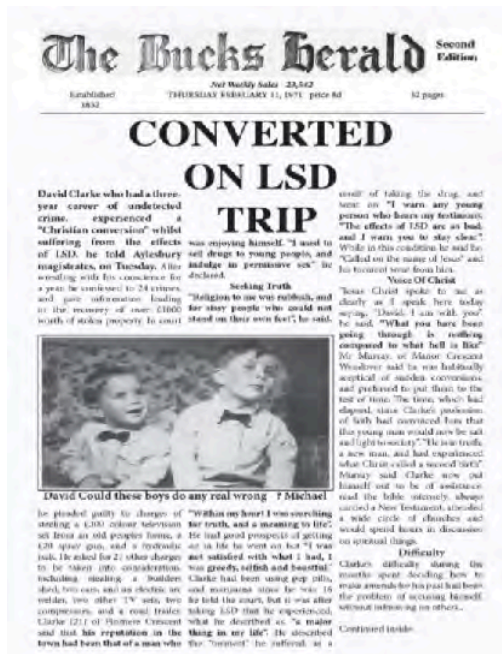 The Bucks Herald
Second
Edition
Net Weekly Sales 23,542
Established
1832
THURSDAY FEBRUARY 11, 1971 price 8d
32 pages
CONVERTED
ON LSD
TRIP
David Clarke who had a three-
year career of undetected
crime, experienced a
"Christian conversion" whilst
suffering from the effects
of LSD, he told Aylesbury
magistrates, on Tuesday. After
wrestling with his conscience for
a year he confessed to 24 crimes,
and gave information leading
to the recovery of over £1000
worth of stolen property. In court
he pleaded guilty to charges of
stealing a £200 colour television
set from an old peoples home, a
£20 spray gun, and a hydraulic
jack. He asked for 21 other charges
to be taken into consideration,
including stealing a builders
shed, two cars, and an electric arc
welder, two other TV sets, two
compressors, and a road trailer.
Clarke (21) of Crescent
said that his reputation in the
town had been that of a man who
was enjoying himself. "I used to
sell drugs to young people, and
indulge in permissive sex" he
declared.
Seeking Truth
"Religion to me was rubbish, and
for sissy people who could not
stand on their own feet", he said.
David Could these boys do any real wrong ? Michael
"Within my heart I was searching
for truth, and a meaning to life".
He had good prospects of getting
on in life he went on but "I was
not satisfied with what I had, I
was greedy, selfish and boastful."
Clarke had been using pep pills,
and marijuana since he was 16
he told the court, but it was after
taking LSD that he experienced,
what he described as, "a major
thing in my life". He described
the "torment" he suffered, as a
result of taking the drug, and
went on "I warn any young
person who hears my testimony.
"The effects of LSD are so bad,
and I warn you to stay clear".
While in this condition he said he,
"Called on the name of Jesus" and
his torment went from him.
Voice Of Christ
"Jesus Christ spoke to me as
clearly as I speak here today
saying, "David, I am with you"
he said. "What you have been
going through is nothing
compared to what hell is like"
Mr Murray, of Manor Crescent
Wendover said he was habitually
sceptical of sudden conversions
and preferred to put them to the
test of time. The time, which had
elapsed, since Clarke's profession
of faith had convinced him that
this young man would now be salt
and light to society". "He is in truth,
a new man, and had experienced
what Christ called a second birth".
Murray said Clarke now put
himself out to be of assistance,
read the bible intensely, always
carried a New Testament, attended
a wide circle of churches and
would spend hours in discussion
on spiritual things.
Difficulty
Clarke's difficulty during the
months spent deciding how to
make amends for his past had been
the problem of accusing himself
without informing on others..
Continued inside